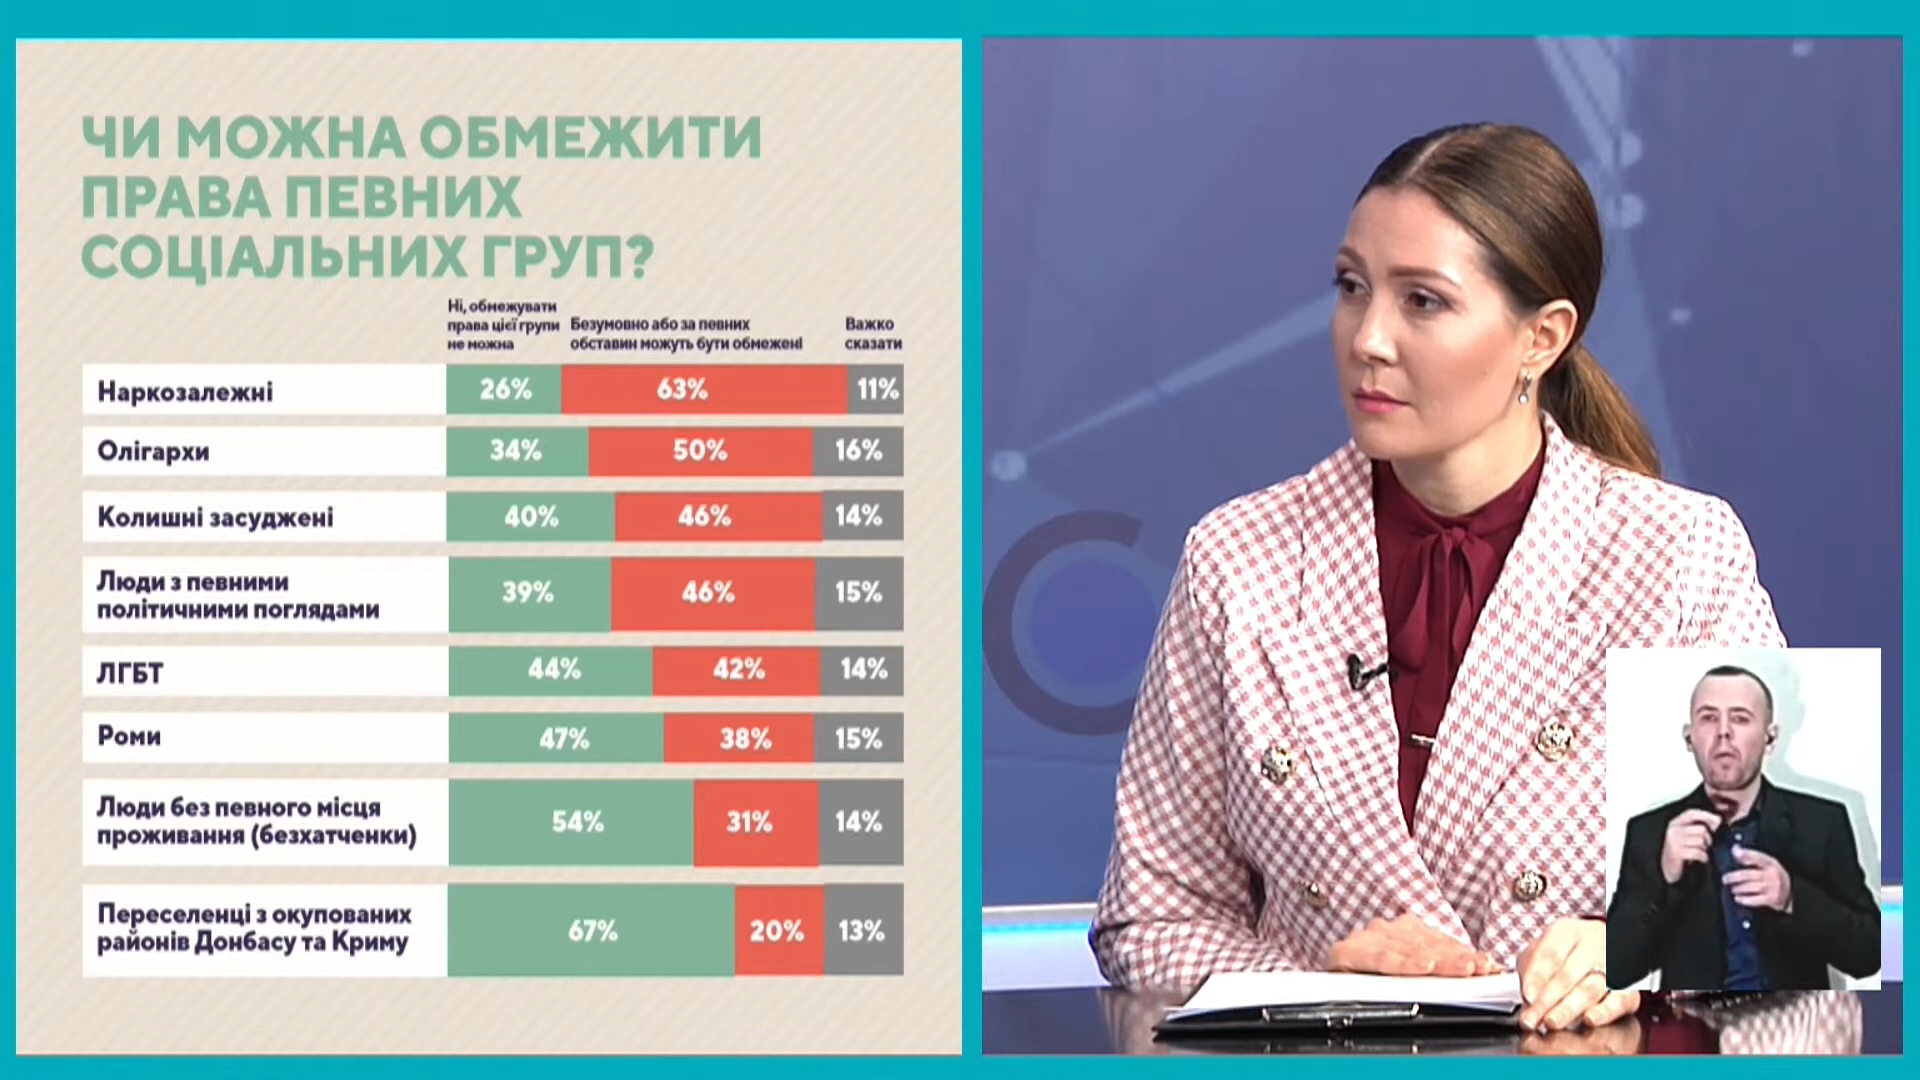 ЧИ МОЖНА ОБМЕЖИТИ
ПРАВА ПЕВНИХ
СОЦІАЛЬНИХ ГРУП?
Ні, обмежувати
права цієї групи
не можна
Безумовно або за певних
обставин можуть бути обмежені
Важко
сказати
Наркозалежні 26% 63% 11%
Олігархи 34% 50% 16%
Колишні засуджені 40% 46% 14%
Люди з певними
політичними поглядами 39% 46% 15%
ЛГБТ 44% 42% 14%
Роми 47% 38% 15%
Люди без певного місця
проживання (безхатченки) 54% 31% 14%
Переселенці з окупованих
районів Донбасу та Криму 67% 20% 13%